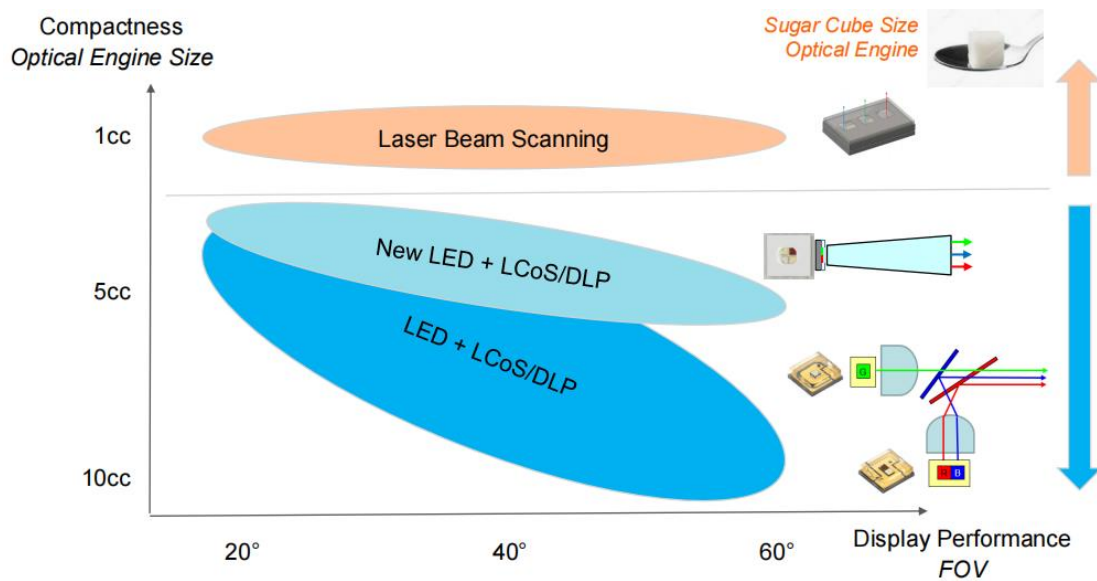 Compactness
Optical Engine Size
Sugar Cube Size
Optical Engine
1cc
Laser Beam Scanning
New LED + LCoS/DLP
5cc
LED + LCoS/DLP
G
R B
10cc
20°
40°
60°
Display Performance
FOV